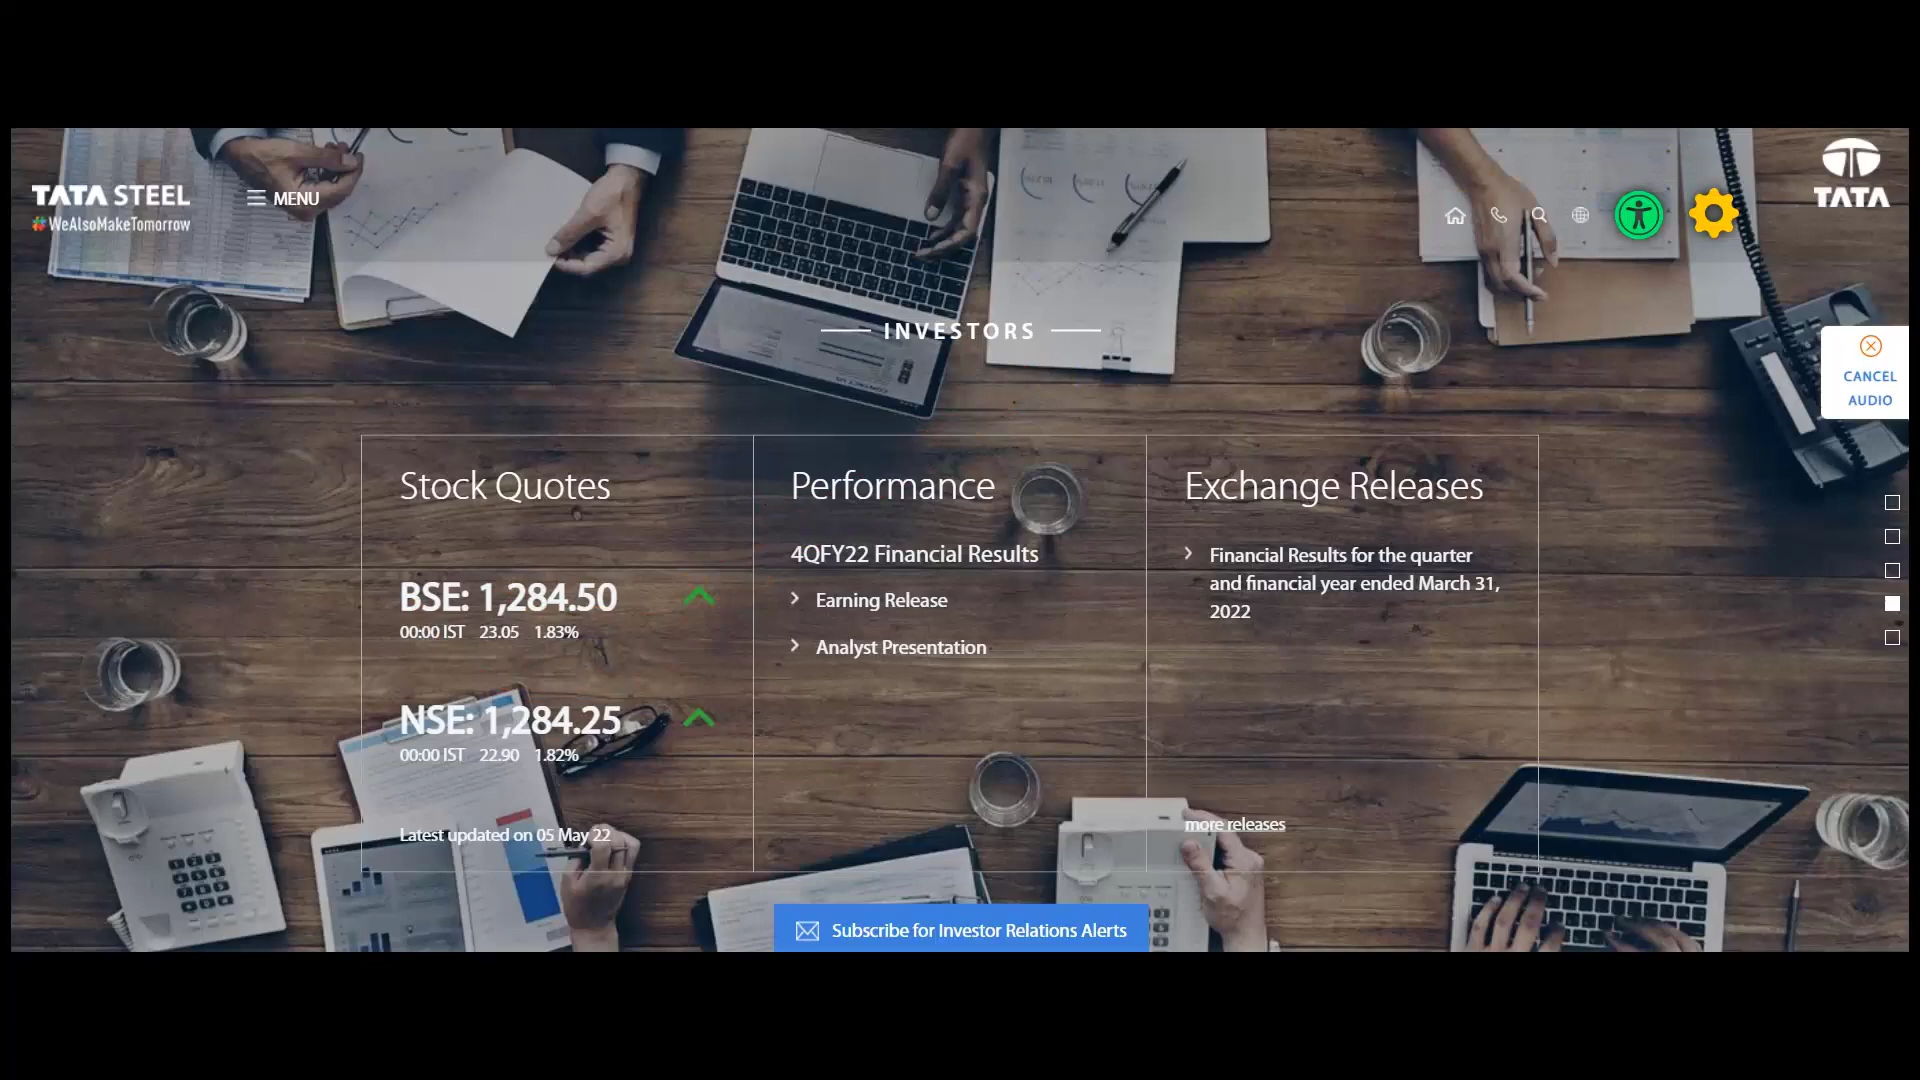 TATA STEEL
#WeAlsoMakeTomorrow
MENU
TATA
INVESTORS
CANCEL
AUDIO
Stock Quotes
BSE: 1,284.50
00:00 IST 23.05 1.83%
NSE: 1,284.25
00:00 IST 22.90 1.82%
Latest updated on 05 May 22
Performance
4QFY22 Financial Results
Earning Release
Analyst Presentation
Exchange Releases
Financial Results for the quarter
and financial year ended March 31,
2022
more releases
Subscribe for Investor Relations Alerts